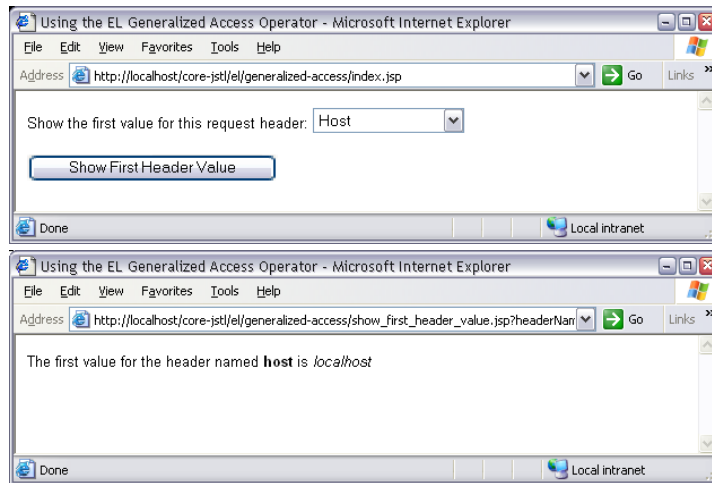 Using the EL Generalized Access Operator - Microsoft Internet Explorer
File Edit View Favorites Tools Help
Address http://localhost/core-jstl/el/generalized-access/index.jsp Go Links »
Show the first value for this request header: Host
Show First Header Value
Done Local intranet
Using the EL Generalized Access Operator - Microsoft Internet Explorer
File Edit View Favorites Tools Help
Address http://localhost/core-jstl/el/generalized-access/show_first_header_value.jsp?headerNam Go Links »
The first value for the header named host is localhost
Done Local intranet